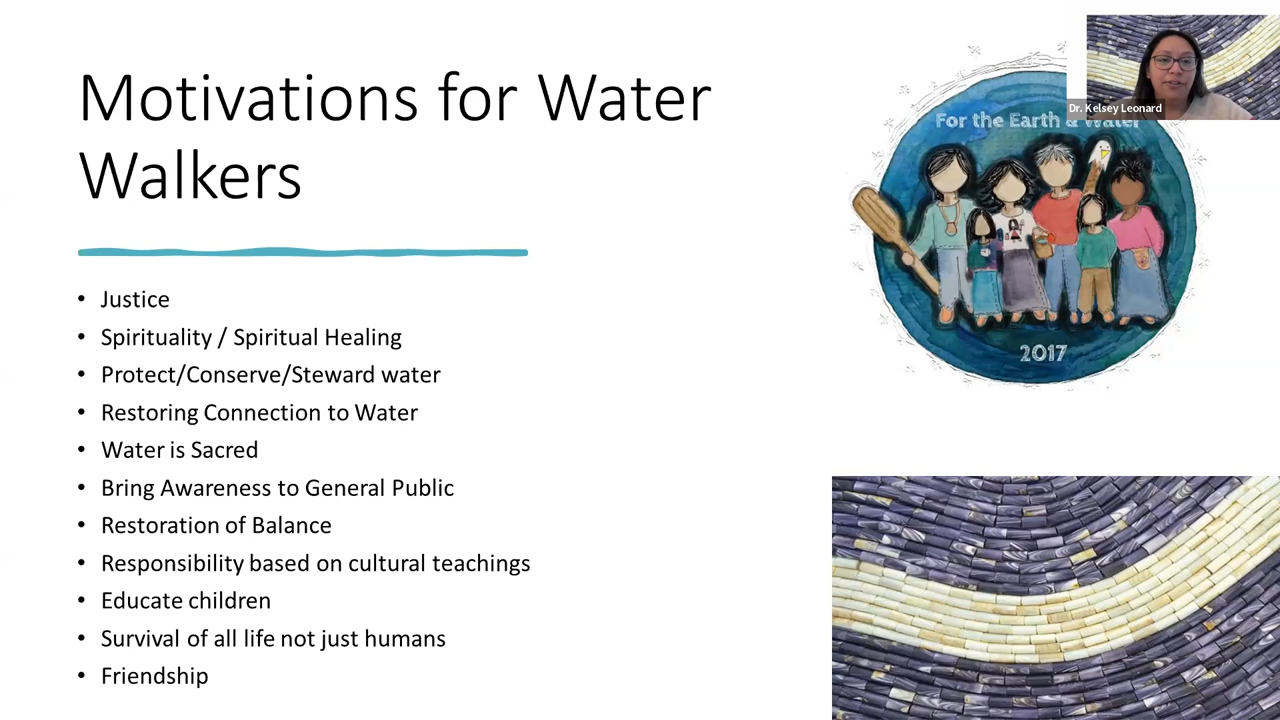 Motivations for Water
Walkers
• Justice
• Spirituality / Spiritual Healing
• Protect/Conserve/Steward water
• Restoring Connection to Water
• Water is Sacred
• Bring Awareness to General Public
• Restoration of Balance
• Responsibility based on cultural teachings
• Educate children
• Survival of all life not just humans
• Friendship
For the Earth & Water
2017
Dr. Kelsey Leonard